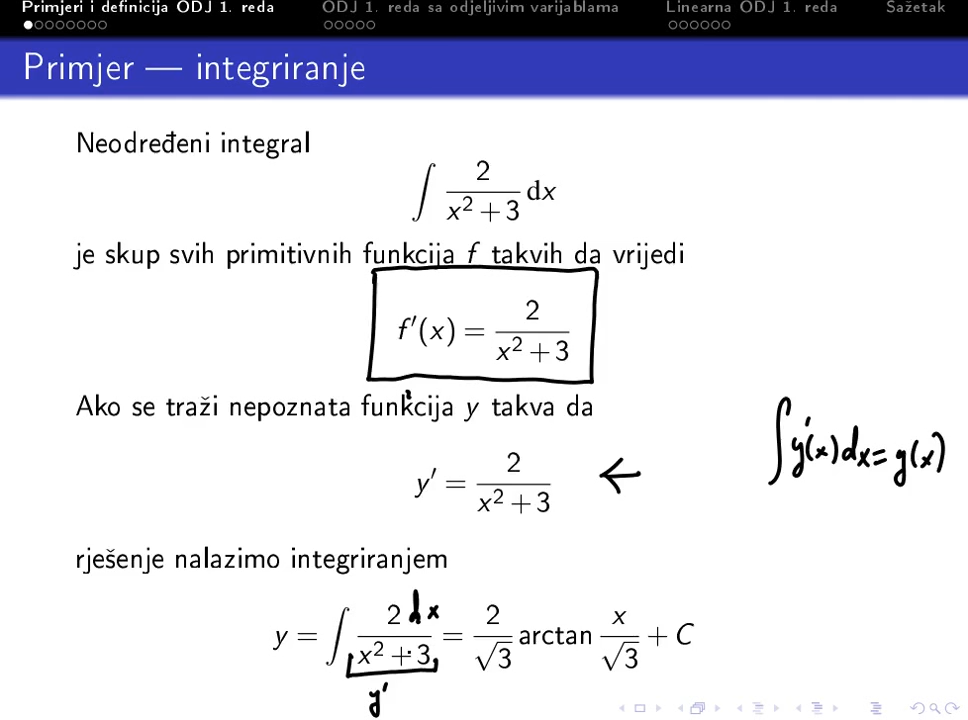 Primjeri i definicija ODJ 1. reda ODJ 1. reda sa odjeljivim varijablama Linearna ODJ 1. reda Sažetak
Primjer — integriranje
Neodređeni integral
∫ 2/(x² + 3) dx
je skup svih primitivnih funkcija f takvih da vrijedi
f′(x) = 2/(x² + 3)
Ako se traži nepoznata funkcija y takva da
y′ = 2/(x² + 3) ←
∫y′(x)dx = y(x)
rješenje nalazimo integriranjem
y = ∫ 2 dx/(x² + 3) = 2/√3 arctan x/√3 + C
y′